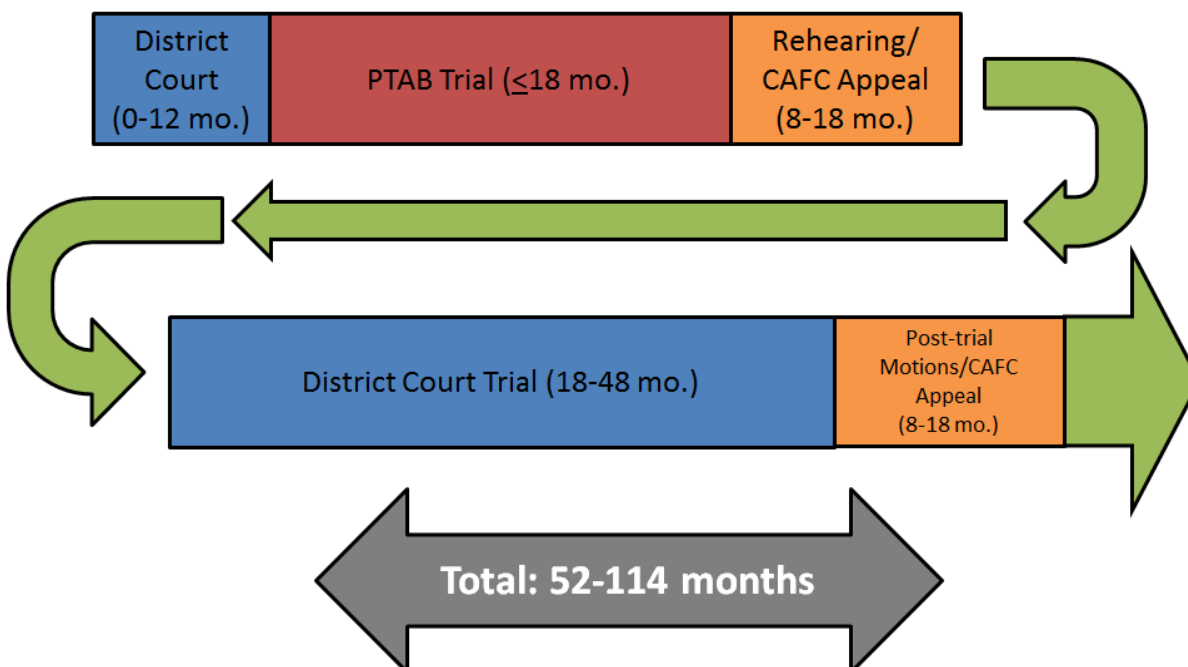 District
Court
(0-12 mo.)
PTAB Trial (≤18 mo.)
Rehearing/
CAFC Appeal
(8-18 mo.)
District Court Trial (18-48 mo.)
Post-trial
Motions/CAFC
Appeal
(8-18 mo.)
Total: 52-114 months